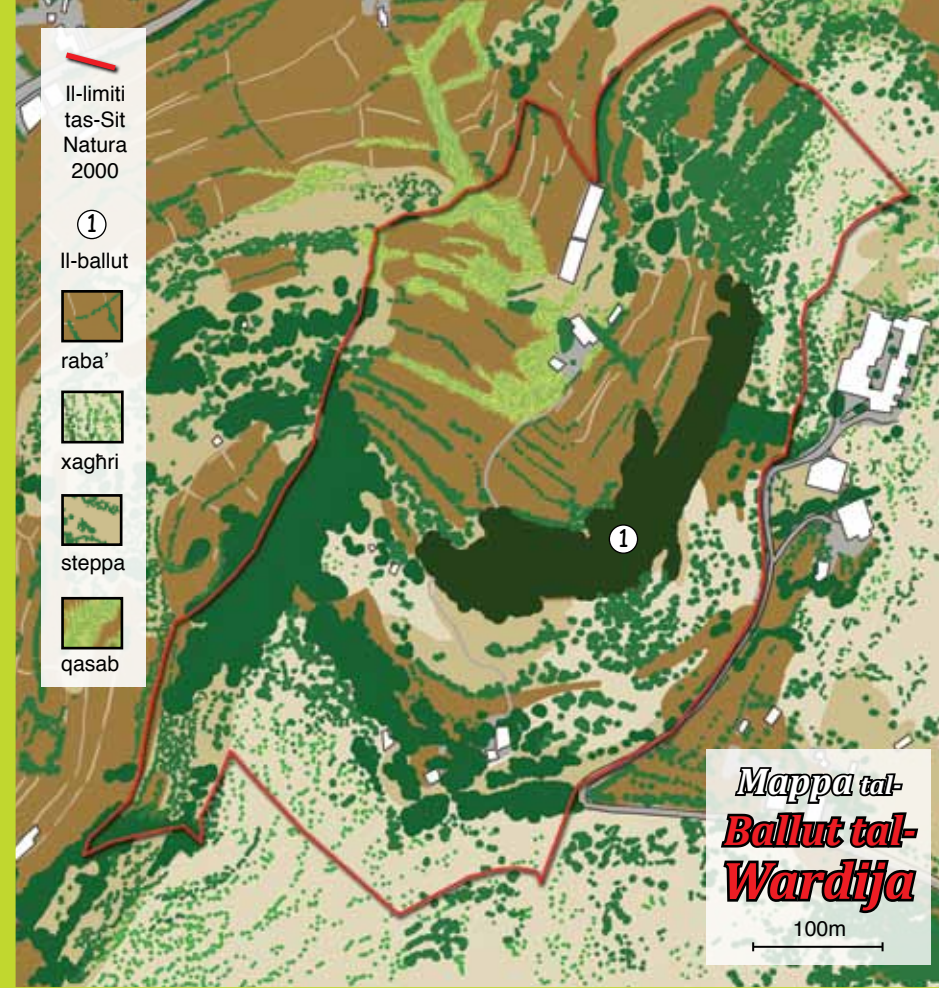 Il-limiti
tas-Sit
Natura
2000
1
Il-ballut
raba’
xagħri
steppa
qasab
1
Mappa tal-
Ballut tal-
Wardija
100m